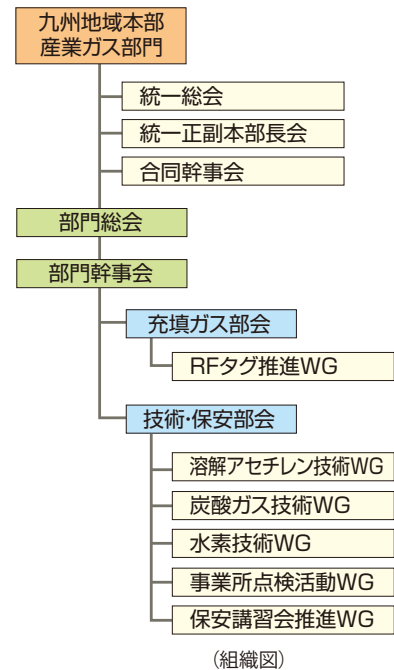 九州地域本部
産業ガス部門
統一総会
統一正副本部長会
合同幹事会
部門総会
部門幹事会
充填ガス部会
RFタグ推進WG
技術・保安部会
溶解アセチレン技術WG
炭酸ガス技術WG
水素技術WG
事業所点検活動WG
保安講習会推進WG
(組織図)